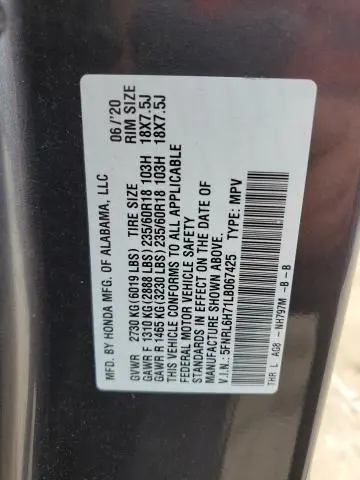 MFD. BY HONDA MFG. OF ALABAMA, LLC 06/'20
GVWR 2730 KG (6019 LBS) TIRE SIZE RIM SIZE
GAWR F 1310 KG (2888 LBS) 235/60R18 103H 18X7.5J
GAWR R 1465 KG (3230 LBS) 235/60R18 103H 18X7.5J
THIS VEHICLE CONFORMS TO ALL APPLICABLE
FEDERAL MOTOR VEHICLE SAFETY
STANDARDS IN EFFECT ON THE DATE OF
MANUFACTURE SHOWN ABOVE.
V.I.N.: 5FNRL6H71LB067425 TYPE: MPV
THR L AG8 -NH797M -B -B